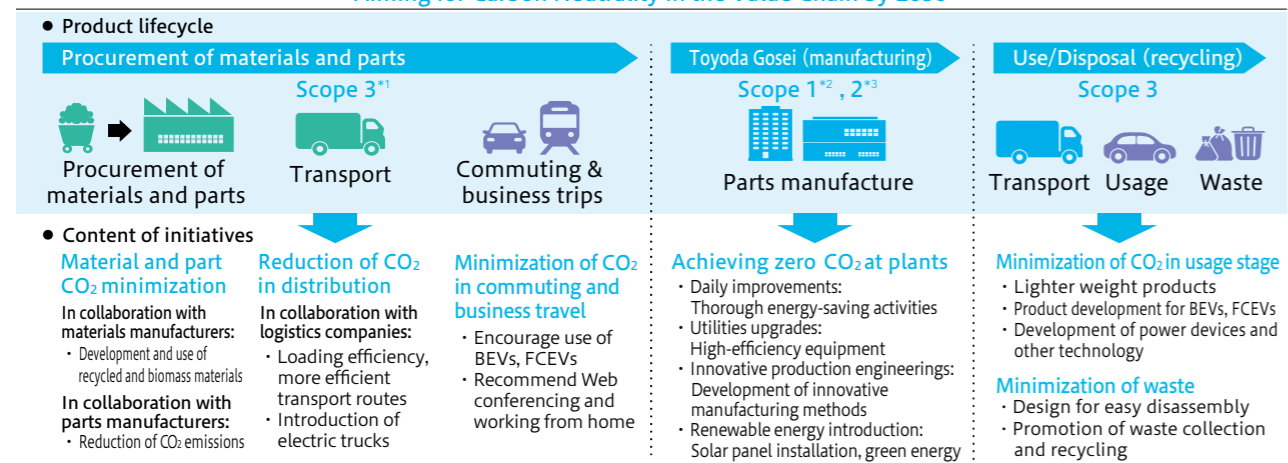 ● Product lifecycle
Procurement of materials and parts
Scope 3*1
Procurement of
materials and parts
Transport
Commuting &
business trips
Toyoda Gosei (manufacturing)
Scope 1*2 , 2*3
Parts manufacture
Use/Disposal (recycling)
Scope 3
Transport
Usage
Waste
● Content of initiatives
Material and part
CO2 minimization
In collaboration with
materials manufacturers:
・Development and use of
recycled and biomass materials
In collaboration with
parts manufacturers:
・Reduction of CO2 emissions
Reduction of CO2
in distribution
In collaboration with
logistics companies:
・Loading efficiency,
more efficient
transport routes
・Introduction of
electric trucks
Minimization of CO2
in commuting and
business travel
・Encourage use of
BEVs, FCEVs
・Recommend Web
conferencing and
working from home
Achieving zero CO2 at plants
・Daily improvements:
Thorough energy-saving activities
・Utilities upgrades:
High-efficiency equipment
・Innovative production engineerings:
Development of innovative
manufacturing methods
・Renewable energy introduction:
Solar panel installation, green energy
Minimization of CO2 in usage stage
・Lighter weight products
・Product development for BEVs, FCEVs
・Development of power devices and
other technology
Minimization of waste
・Design for easy disassembly
・Promotion of waste collection
and recycling